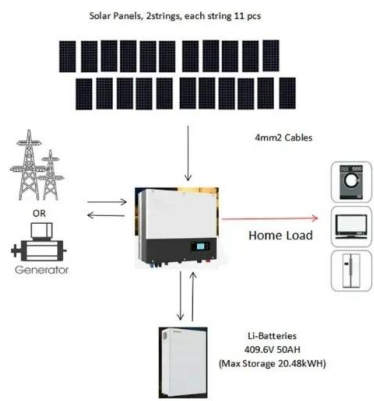 Solar Panels, 2strings, each string 11 pcs
4mm2 Cables
OR
Generator
Home Load
Li-Batteries
409.6V 50AH
(Max Storage 20.48kWH)